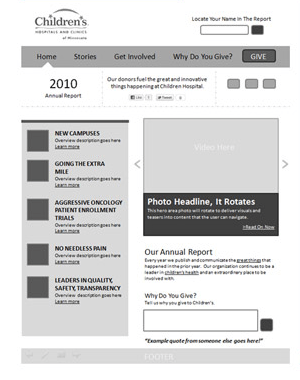 Children's
HOSPITALS AND CLINICS
of Minnesota
Locate Your Name In The Report
Home Stories Get Involved Why Do You Give? GIVE
2010
Annual Report
Our donors fuel the great and innovative
things happening at Children Hospital.
Like Tweet 0
NEW CAMPUSES
Overview description goes here
Learn more
GOING THE EXTRA
MILE
Overview description goes here
Learn more
AGGRESSIVE ONCOLOGY
PATIENT ENROLLMENT
TRIALS
Overview description goes here
Learn more
NO NEEDLESS PAIN
Overview description goes here
Learn more
LEADERS IN QUALITY,
SAFETY, TRANSPARENCY
Overview description goes here
Learn more
Video Here
Photo Headline, It Rotates
This hero area photo will rotate to deliver visuals and
teasers into content that the user can navigate.
>Read On Now
Our Annual Report
Every year we publish and communicate the great things that
happened in the prior year. Our organization continues to be a
leader in children's health and an extraordinary place to be
involved with.
Why Do You Give?
Tell us why you give to Children's.
"Example quote from someone else goes here!"
FOOTER